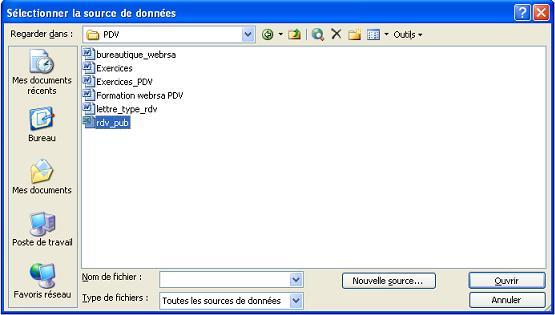 Sélectionner la source de données
Regarder dans :
PDV
Outils
Mes documents
récents
Bureau
Mes documents
Poste de travail
Favoris réseau
bureautique_webrsa
Exercices
Exercices_PDV
Formation webrsa PDV
lettre_type_rdv
rdv_pub
Nom de fichier :
Nouvelle source...
Ouvrir
Type de fichiers :
Toutes les sources de données
Annuler